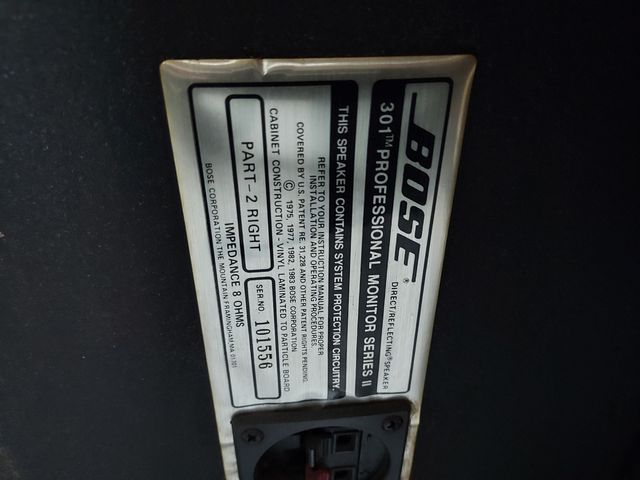 BOSE®
DIRECT/REFLECTING® SPEAKER
301™ PROFESSIONAL MONITOR SERIES II
THIS SPEAKER CONTAINS SYSTEM PROTECTION CIRCUITRY.
REFER TO YOUR INSTRUCTION MANUAL FOR PROPER
INSTALLATION AND OPERATING PROCEDURES.
COVERED BY U.S. PATENT RE. 31,228 AND OTHER PATENT RIGHTS PENDING.
© 1975, 1977, 1982, 1983 BOSE CORPORATION
CABINET CONSTRUCTION - VINYL LAMINATED TO PARTICLE BOARD
PART-2 RIGHT
SER. NO. 101556
IMPEDANCE 8 OHMS
BOSE CORPORATION THE MOUNTAIN FRAMINGHAM MA 01701